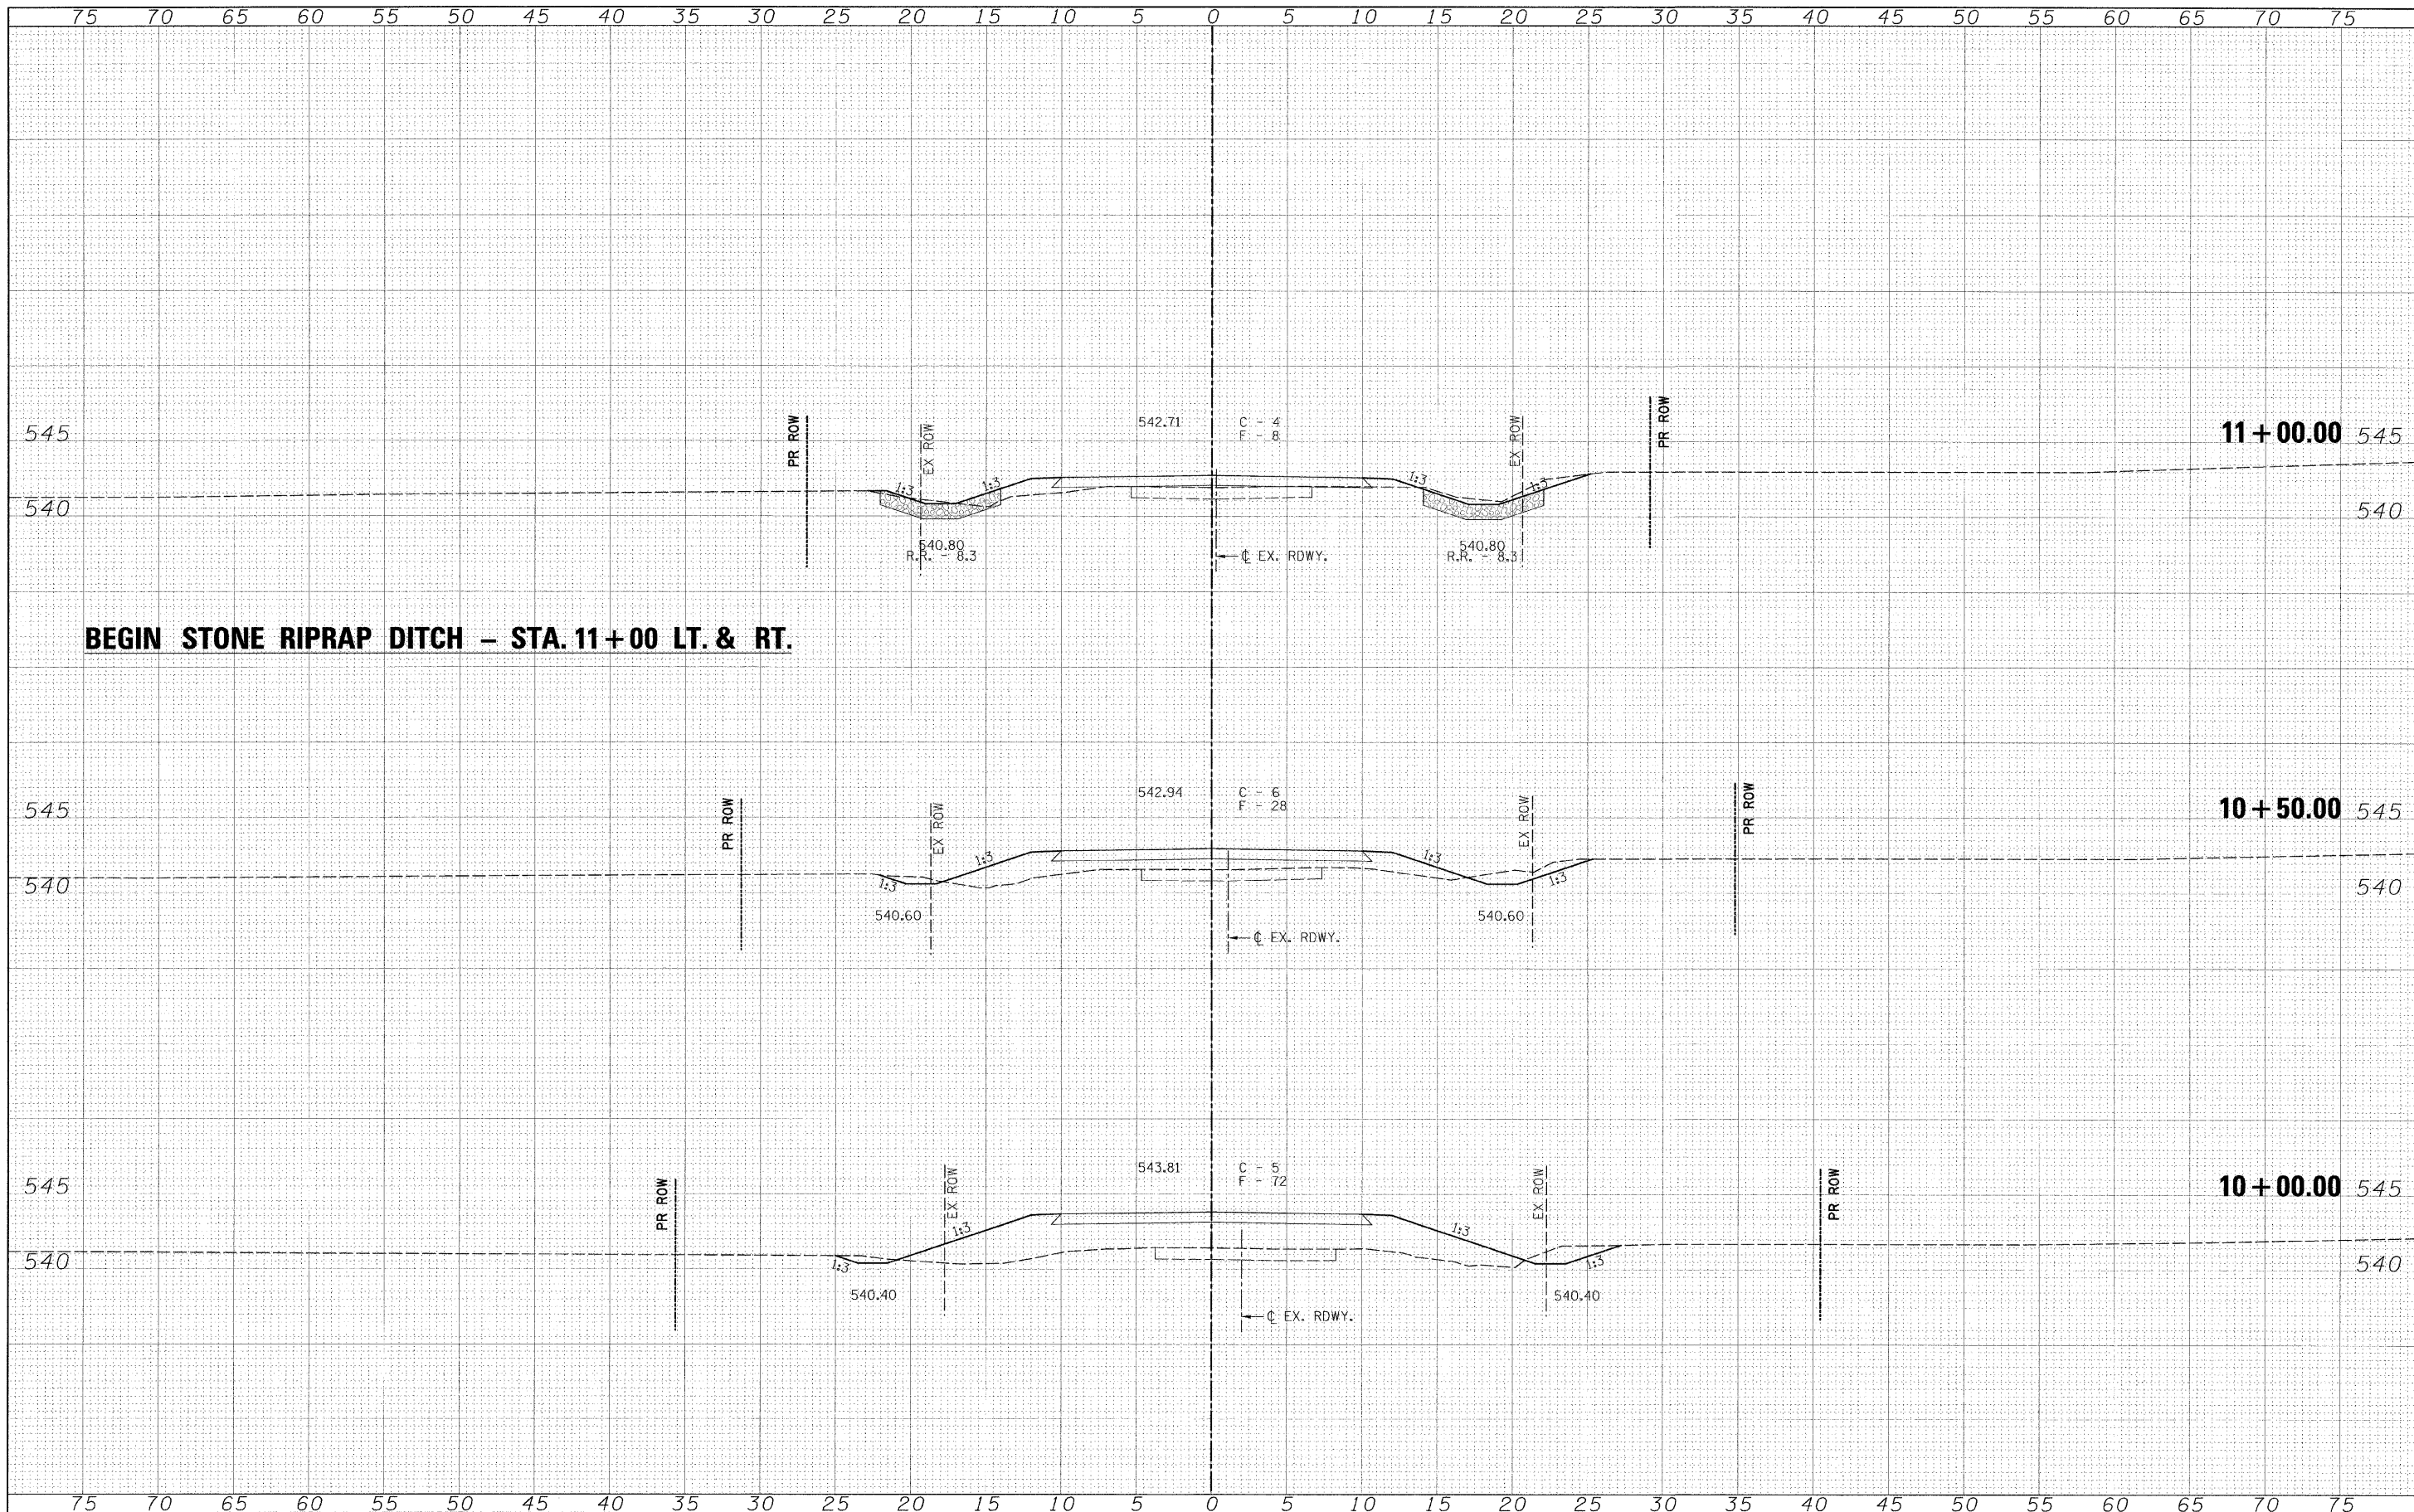 75 70 65 60 55 50 45 40 35 30 25 20 15 10 5 0 5 10 15 20 25 30 35 40 45 50 55 60 65 70 75
PR ROW
EX ROW
542.71 C - 4
F - 8
EX ROW
PR ROW
545
11+00.00 545
1:3
1:3
1:3
1:3
540
540
540.80
R.R. - 8.3
℄ EX. RDWY.
540.80
R.R. - 8.3
BEGIN STONE RIPRAP DITCH – STA. 11+00 LT. & RT.
PR ROW
EX ROW
542.94 C - 6
F - 28
EX ROW
PR ROW
545
10+50.00 545
1:3
1:3
1:3
1:3
540
540
540.60
540.60
℄ EX. RDWY.
PR ROW
EX ROW
543.81 C - 5
F - 72
EX ROW
PR ROW
545
10+00.00 545
1:3
1:3
1:3
1:3
540
540
540.40
540.40
℄ EX. RDWY.
75 70 65 60 55 50 45 40 35 30 25 20 15 10 5 0 5 10 15 20 25 30 35 40 45 50 55 60 65 70 75